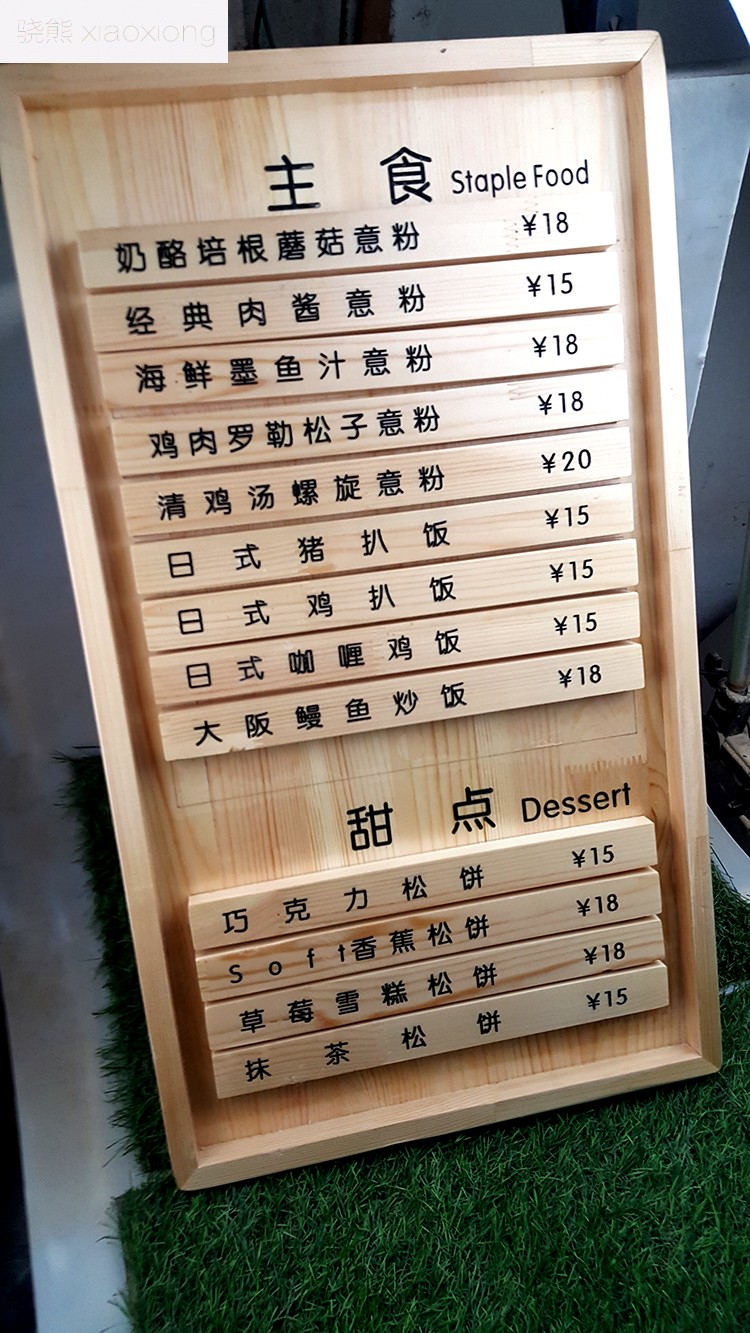 骁熊 xiaoxiong
主食 Staple Food
奶酪培根蘑菇意粉 ¥18
经典肉酱意粉 ¥15
海鲜墨鱼汁意粉 ¥18
鸡肉罗勒松子意粉 ¥18
清鸡汤螺旋意粉 ¥20
日式猪扒饭 ¥15
日式鸡扒饭 ¥15
日式咖喱鸡饭 ¥15
大阪鳗鱼炒饭 ¥18
甜点 Dessert
巧克力松饼 ¥15
Soft香蕉松饼 ¥18
草莓雪糕松饼 ¥18
抹茶松饼 ¥15